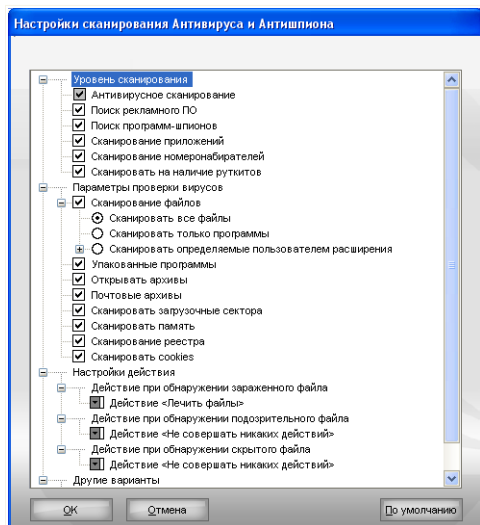 Настройки сканирования Антивируса и Антишпиона
Уровень сканирования
Антивирусное сканирование
Поиск рекламного ПО
Поиск программ-шпионов
Сканирование приложений
Сканирование номеронабирателей
Сканировать на наличие руткитов
Параметры проверки вирусов
Сканирование файлов
Сканировать все файлы
Сканировать только программы
Сканировать определяемые пользователем расширения
Упакованные программы
Открывать архивы
Почтовые архивы
Сканировать загрузочные сектора
Сканировать память
Сканирование реестра
Сканировать cookies
Настройки действия
Действие при обнаружении зараженного файла
Действие «Лечить файлы»
Действие при обнаружении подозрительного файла
Действие «Не совершать никаких действий»
Действие при обнаружении скрытого файла
Действие «Не совершать никаких действий»
Другие варианты
OK Отмена По умолчанию